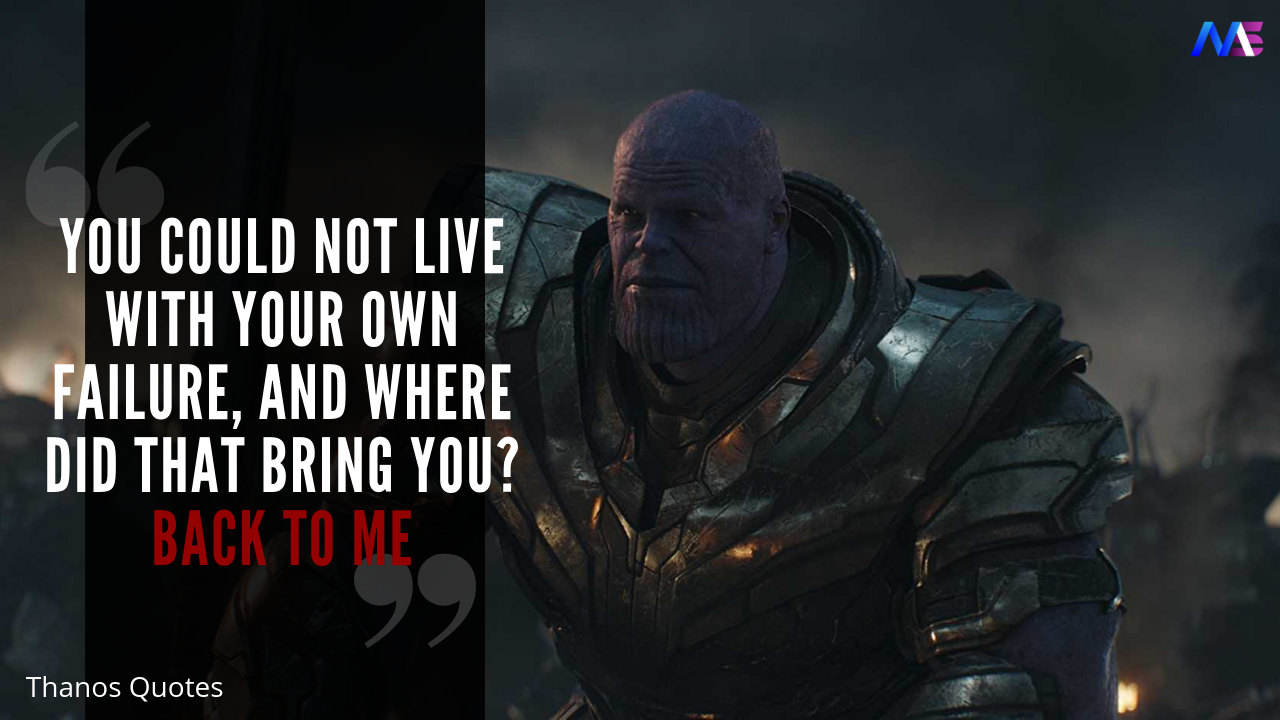 MS
YOU COULD NOT LIVE
WITH YOUR OWN
FAILURE, AND WHERE
DID THAT BRING YOU?
BACK TO ME
Thanos Quotes